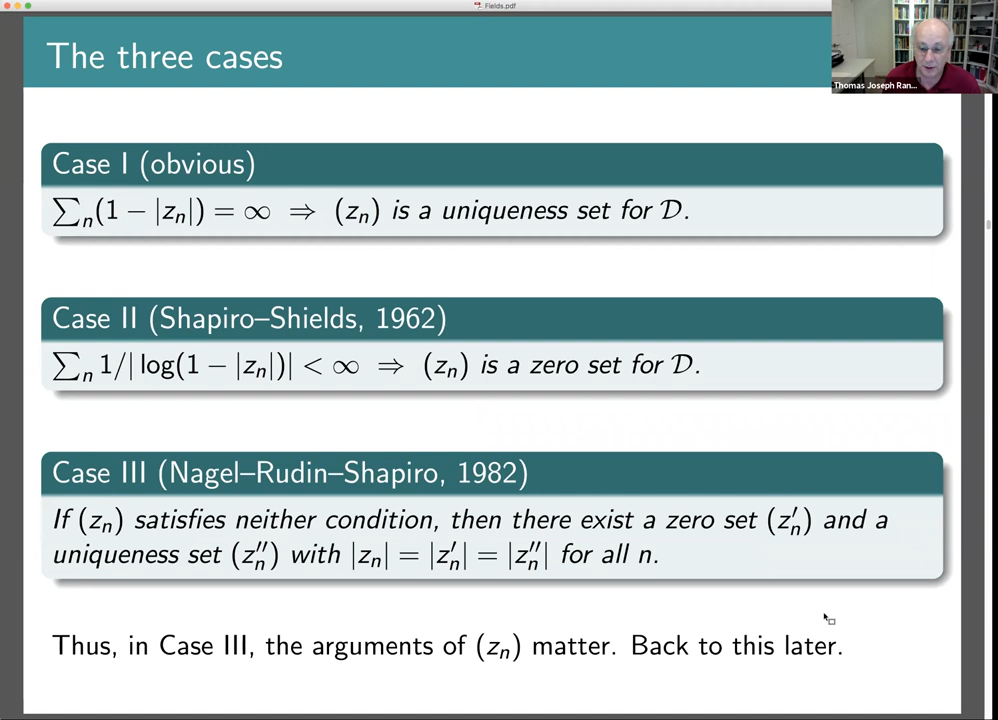 Fields.pdf
The three cases
Thomas Joseph Ran...
Case I (obvious)
∑ₙ(1 − |zₙ|) = ∞ ⇒ (zₙ) is a uniqueness set for 𝒟.
Case II (Shapiro–Shields, 1962)
∑ₙ 1/| log(1 − |zₙ|)| < ∞ ⇒ (zₙ) is a zero set for 𝒟.
Case III (Nagel–Rudin–Shapiro, 1982)
If (zₙ) satisfies neither condition, then there exist a zero set (z′ₙ) and a
uniqueness set (z″ₙ) with |zₙ| = |z′ₙ| = |z″ₙ| for all n.
Thus, in Case III, the arguments of (zₙ) matter. Back to this later.